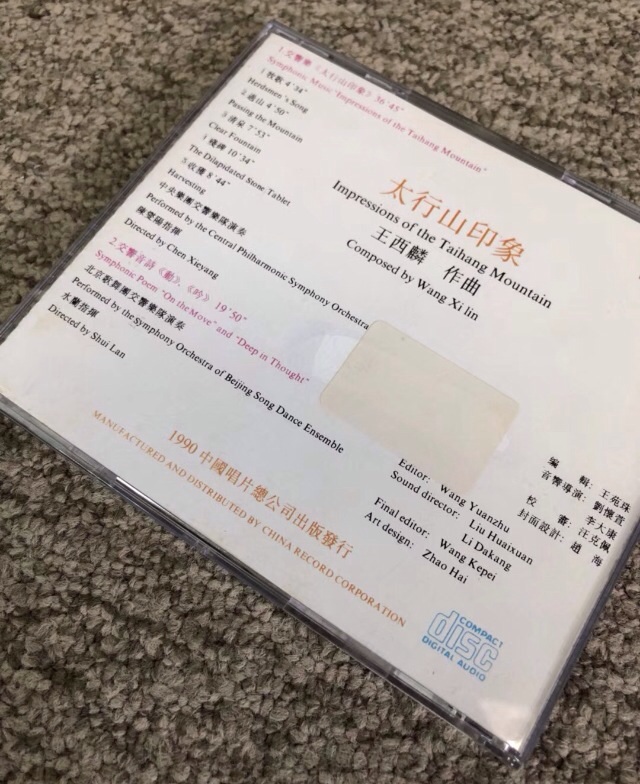 1.交響樂《太行山印象》36'45"
Symphonic Music "Impressions of the Taihang Mountain"
1 牧歌 4'34"
Herdsmen's Song
2 過山 4'50"
Passing the Mountain
3 清泉 7'53"
Clear Fountain
4 殘碑 10'34"
The Dilapidated Stone Tablet
5 收穫 8'44"
Harvesting
中央樂團交響樂隊演奏
Performed by the Central Philharmonic Symphony Orchestra
陳燮陽指揮
Directed by Chen Xieyang
2.交響音詩《動》、《吟》19'50"
Symphonic Poem "On the Move" and "Deep in Thought"
北京歌舞團交響樂隊演奏
Performed by the Symphony Orchestra of Beijing Song Dance Ensemble
水藍指揮
Directed by Shui Lan
太行山印象
Impressions of the Taihang Mountain
王西麟 作曲
Composed by Wang Xi lin
編 輯: 王苑珠
音響導演: 劉懷萱
校 審: 李大康
汪克佩
封面設計: 趙 海
Editor: Wang Yuanzhu
Sound director: Liu Huaixuan
Li Dakang
Final editor: Wang Kepei
Art design: Zhao Hai
1990 中國唱片總公司出版發行
MANUFACTURED AND DISTRIBUTED BY CHINA RECORD CORPORATION
COMPACT
disc
DIGITAL AUDIO